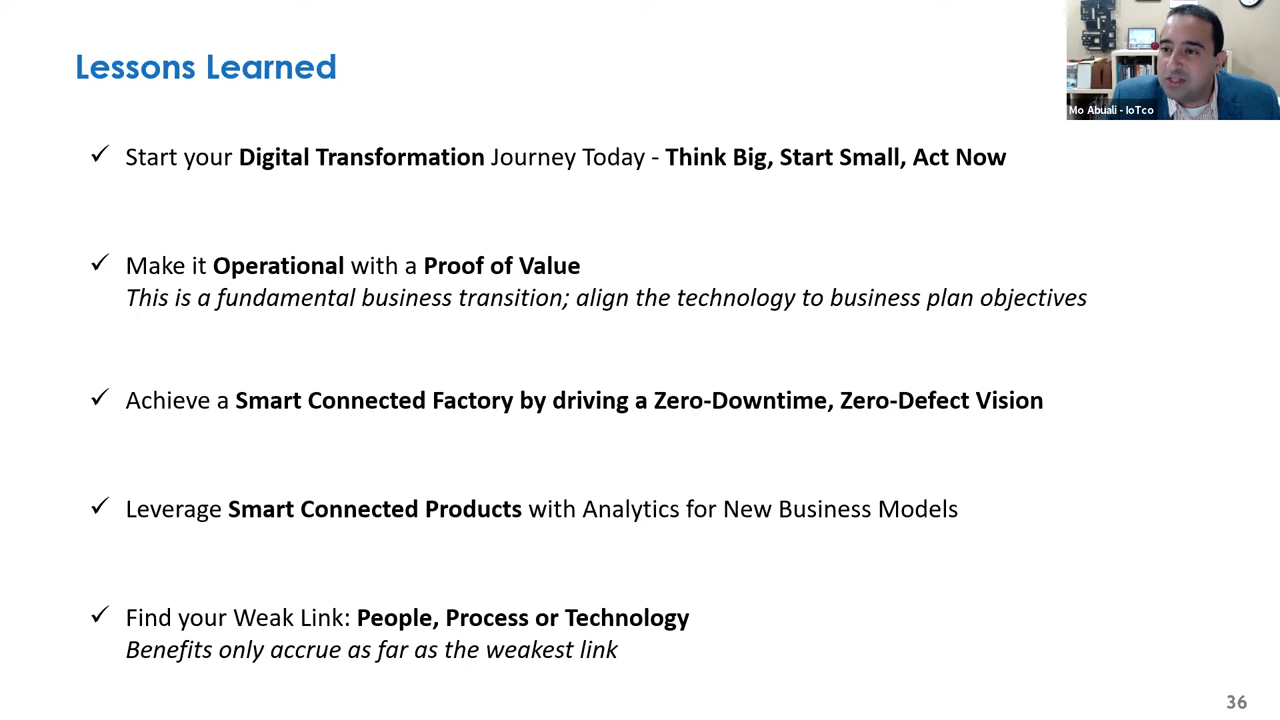 Lessons Learned
Mo Abuali - IoTco
✓ Start your Digital Transformation Journey Today - Think Big, Start Small, Act Now
✓ Make it Operational with a Proof of Value
This is a fundamental business transition; align the technology to business plan objectives
✓ Achieve a Smart Connected Factory by driving a Zero-Downtime, Zero-Defect Vision
✓ Leverage Smart Connected Products with Analytics for New Business Models
✓ Find your Weak Link: People, Process or Technology
Benefits only accrue as far as the weakest link
36